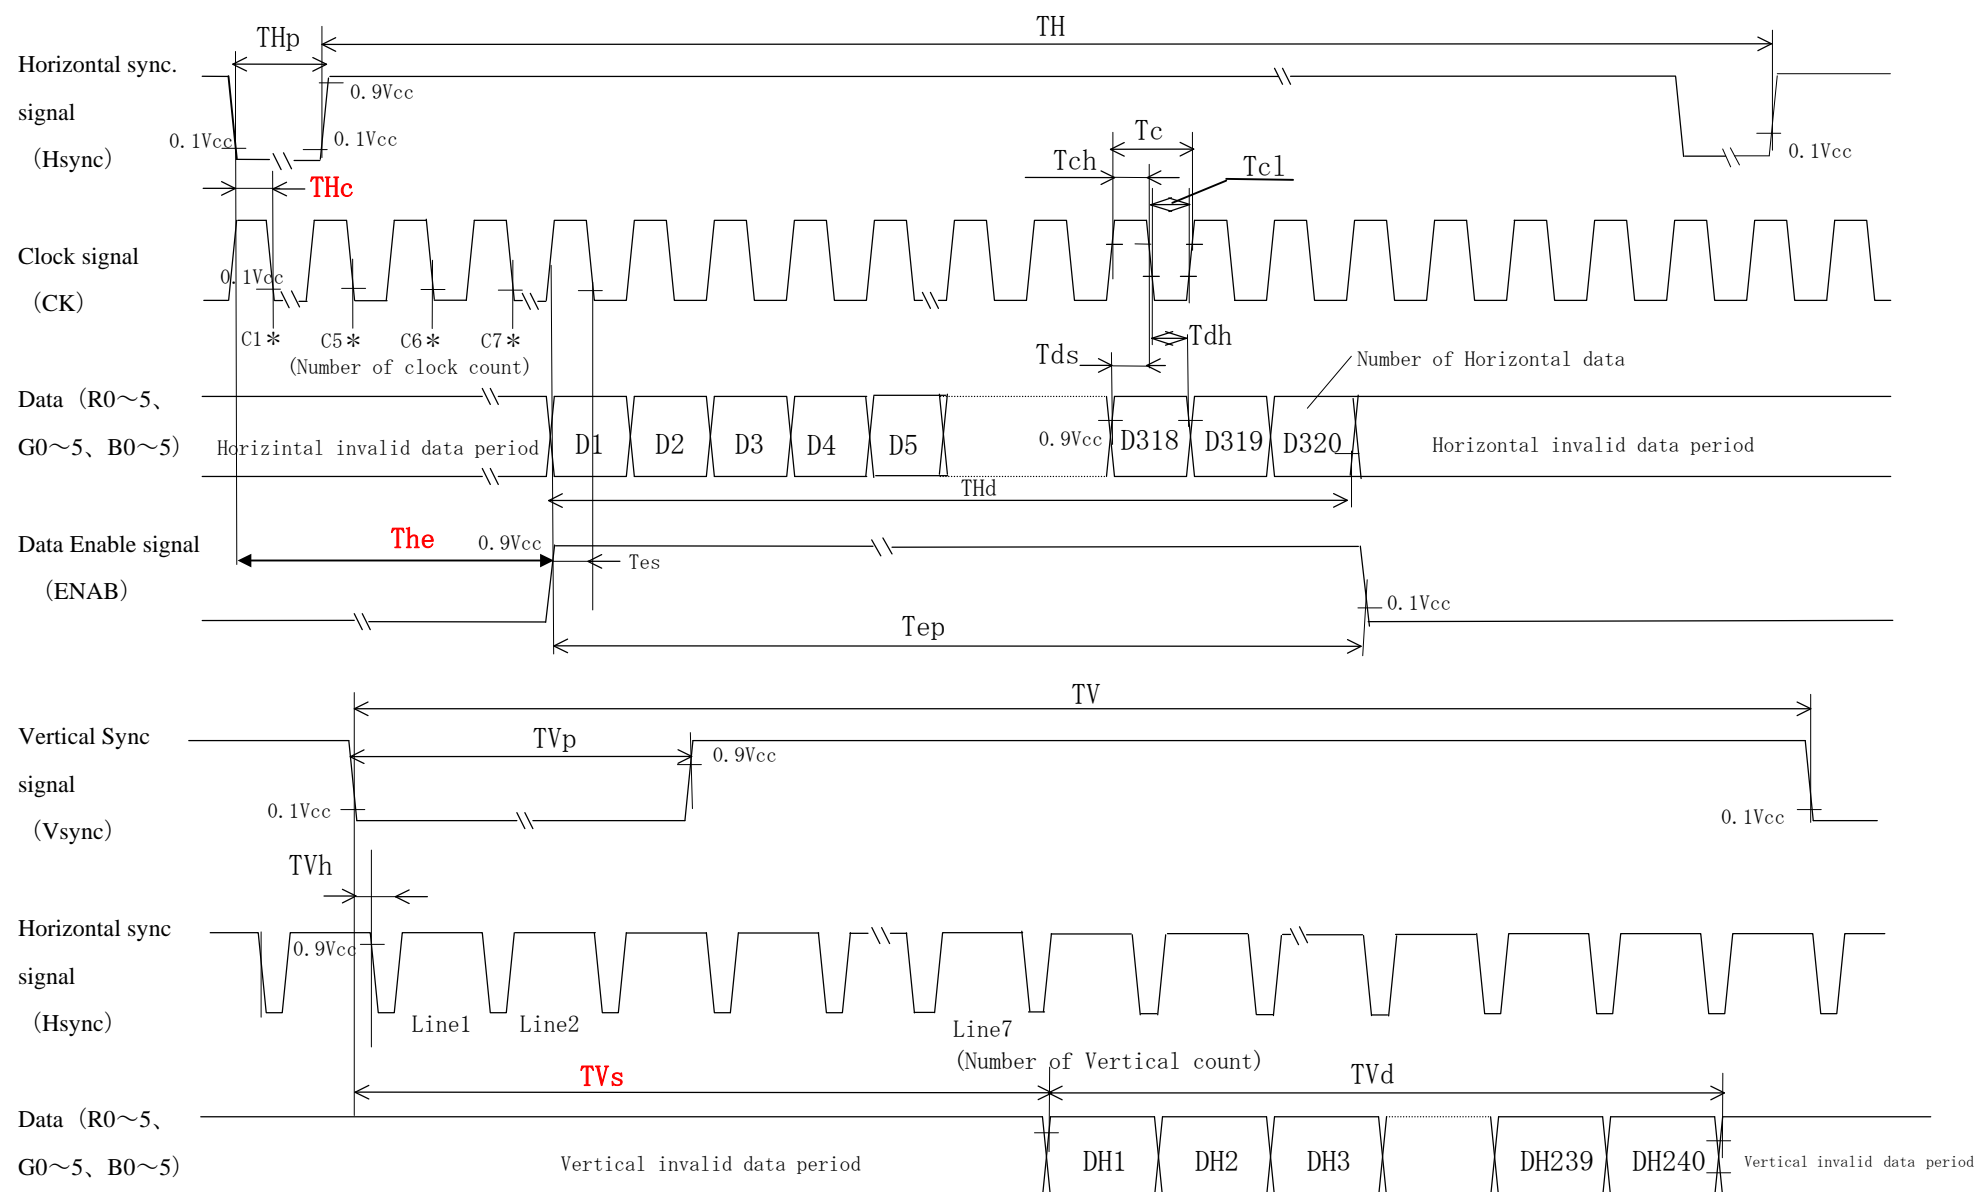 THp
TH
Horizontal sync.
signal
（Hsync）
0.9Vcc
0.1Vcc
0.1Vcc
0.1Vcc
THc
Tc
Tch
Tcl
Clock signal
（CK）
0.1Vcc
C1＊
C5＊
C6＊
C7＊
(Number of clock count)
Tds
Tdh
Number of Horizontal data
Data（R0～5、
G0～5、B0～5）
Horizintal invalid data period
D1
D2
D3
D4
D5
0.9Vcc
D318
D319
D320
Horizontal invalid data period
THd
Data Enable signal
（ENAB）
The
0.9Vcc
Tes
0.1Vcc
Tep
TV
Vertical Sync
signal
（Vsync）
TVp
0.9Vcc
0.1Vcc
0.1Vcc
TVh
Horizontal sync
signal
（Hsync）
0.9Vcc
Line1
Line2
Line7
(Number of Vertical count)
TVs
TVd
Data（R0～5、
G0～5、B0～5）
Vertical invalid data period
DH1
DH2
DH3
DH239
DH240
Vertical invalid data period